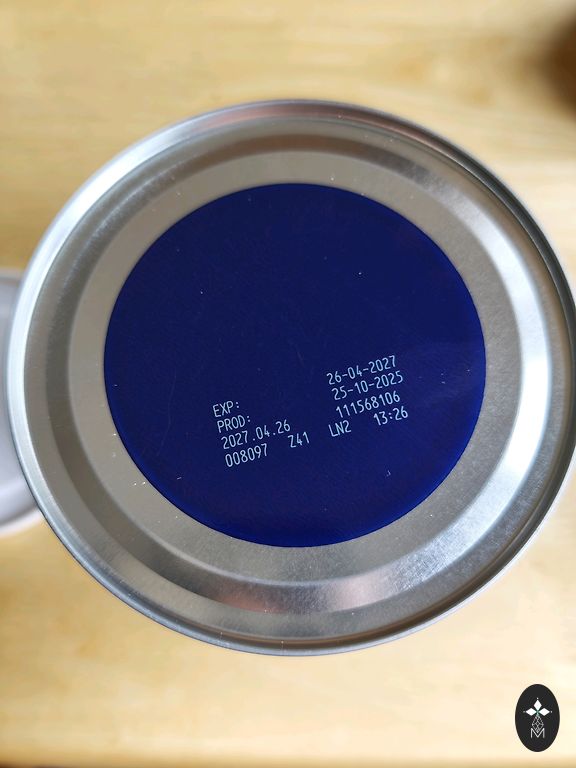 EXP: 26-04-2027
PROD: 25-10-2025
2027.04.26 111568106
008097 Z41 LN2 13:26
M